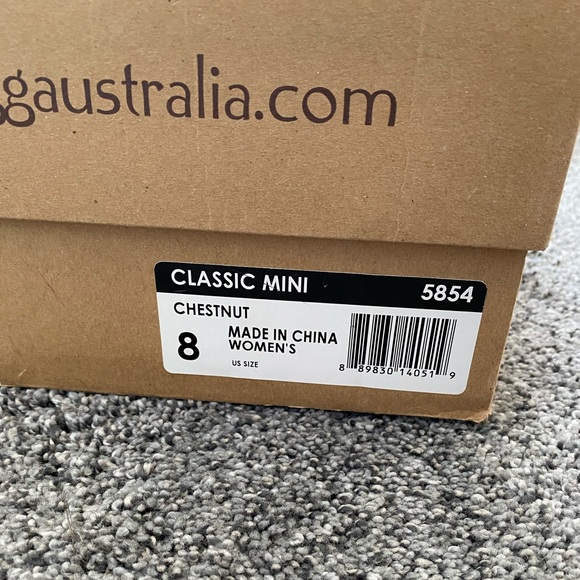 gaustralia.com
CLASSIC MINI 5854
CHESTNUT
8 MADE IN CHINA
WOMEN'S
US SIZE
8 89830 14051 9